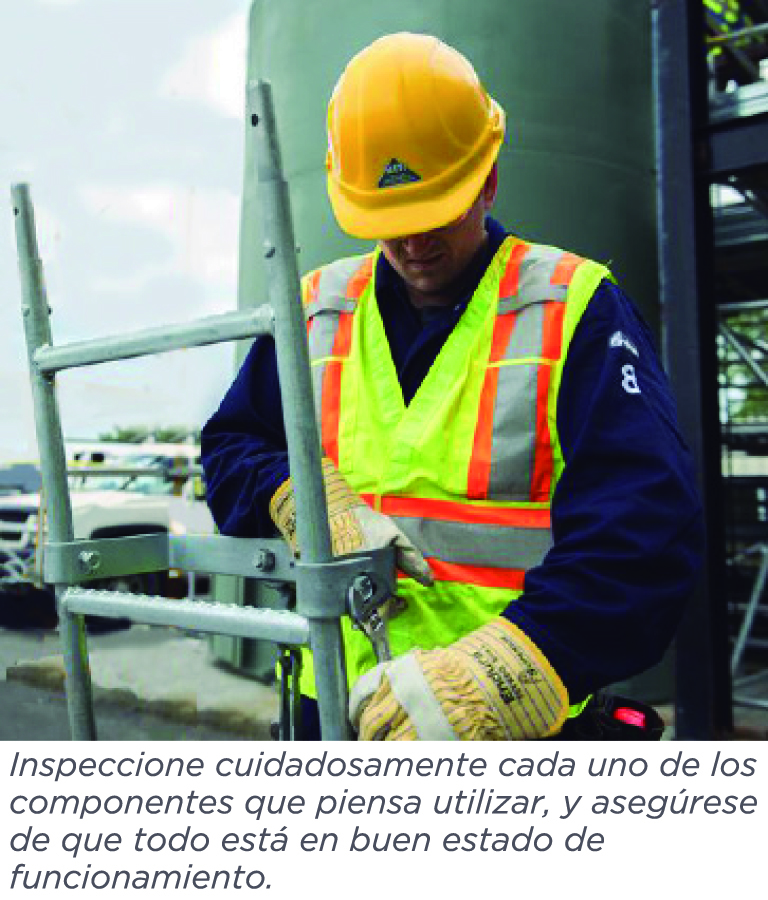 8
Inspeccione cuidadosamente cada uno de los
componentes que piensa utilizar, y asegúrese
de que todo está en buen estado de
funcionamiento.